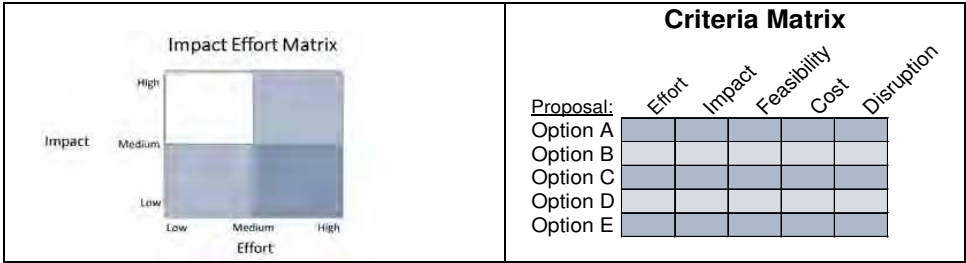 Impact Effort Matrix
High
Impact
Medium
Low
Low Medium High
Effort
Criteria Matrix
Proposal: Effort Impact Feasibility Cost Disruption
Option A
Option B
Option C
Option D
Option E